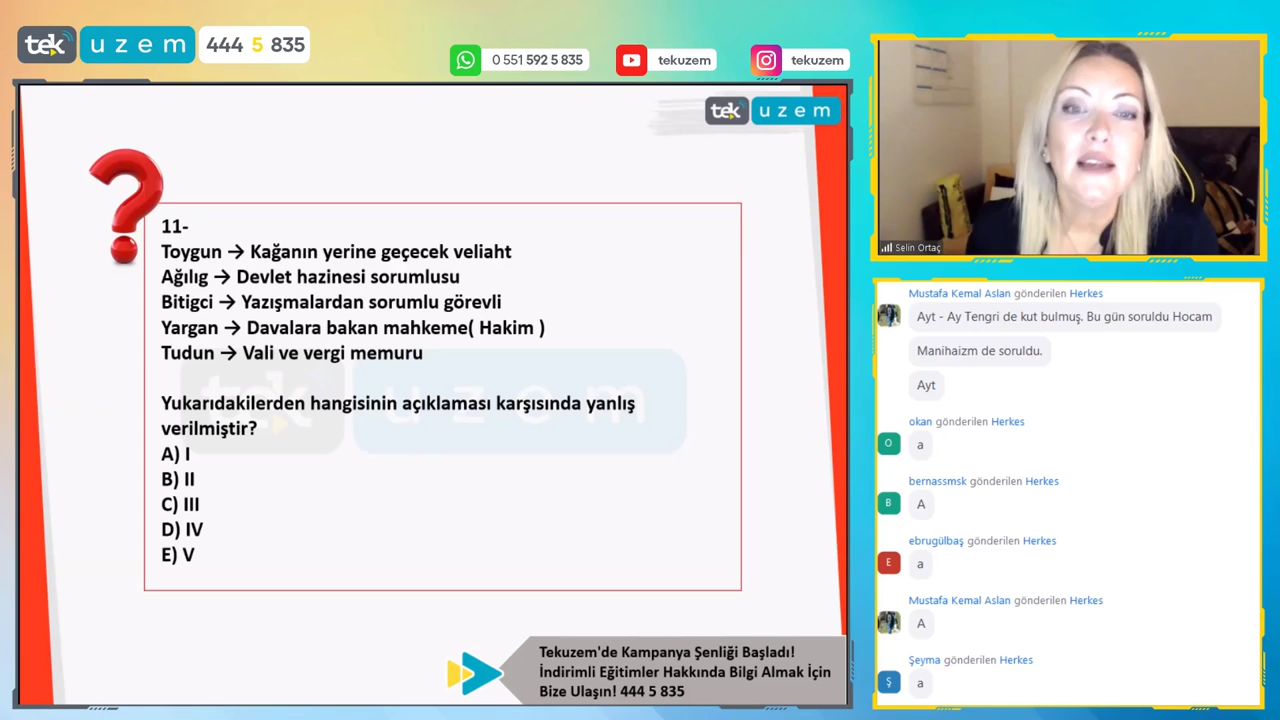 tek uzem 444 5 835
0 551 592 5 835
tekuzem
tekuzem
tek uzem
11-
Toygun → Kağanın yerine geçecek veliaht
Ağılıg → Devlet hazinesi sorumlusu
Bitigci → Yazışmalardan sorumlu görevli
Yargan → Davalara bakan mahkeme( Hakim )
Tudun → Vali ve vergi memuru
tek uzem
Yukarıdakilerden hangisinin açıklaması karşısında yanlış
verilmiştir?
A) I
B) II
C) III
D) IV
E) V
Tekuzem'de Kampanya Şenliği Başladı!
İndirimli Eğitimler Hakkında Bilgi Almak İçin
Bize Ulaşın! 444 5 835
Selin Ortaç
Mustafa Kemal Aslan gönderilen Herkes
Ayt - Ay Tengri de kut bulmuş. Bu gün soruldu Hocam
Manihaizm de soruldu.
Ayt
okan gönderilen Herkes
O
a
bernassmsk gönderilen Herkes
B
A
ebrugülbaş gönderilen Herkes
E
a
Mustafa Kemal Aslan gönderilen Herkes
A
Şeyma gönderilen Herkes
Ş
a